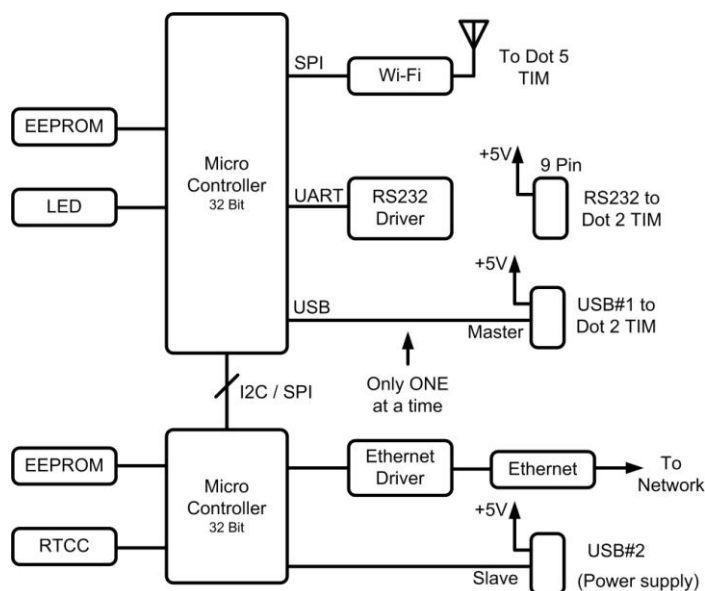 SPI
Wi-Fi
To Dot 5
TIM
EEPROM
LED
Micro
Controller
32 Bit
UART
RS232
Driver
+5V
9 Pin
RS232 to
Dot 2 TIM
USB
+5V
Master
USB#1 to
Dot 2 TIM
Only ONE
at a time
I2C / SPI
EEPROM
RTCC
Micro
Controller
32 Bit
Ethernet
Driver
Ethernet
To
Network
+5V
Slave
USB#2
(Power supply)